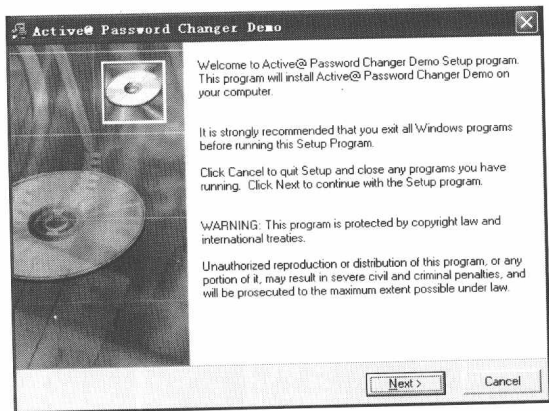 Active@ Password Changer Demo
Welcome to Active@ Password Changer Demo Setup program.
This program will install Active@ Password Changer Demo on
your computer.
It is strongly recommended that you exit all Windows programs
before running this Setup Program.
Click Cancel to quit Setup and close any programs you have
running. Click Next to continue with the Setup program.
WARNING: This program is protected by copyright law and
international treaties.
Unauthorized reproduction or distribution of this program, or any
portion of it, may result in severe civil and criminal penalties, and
will be prosecuted to the maximum extent possible under law.
Next >
Cancel